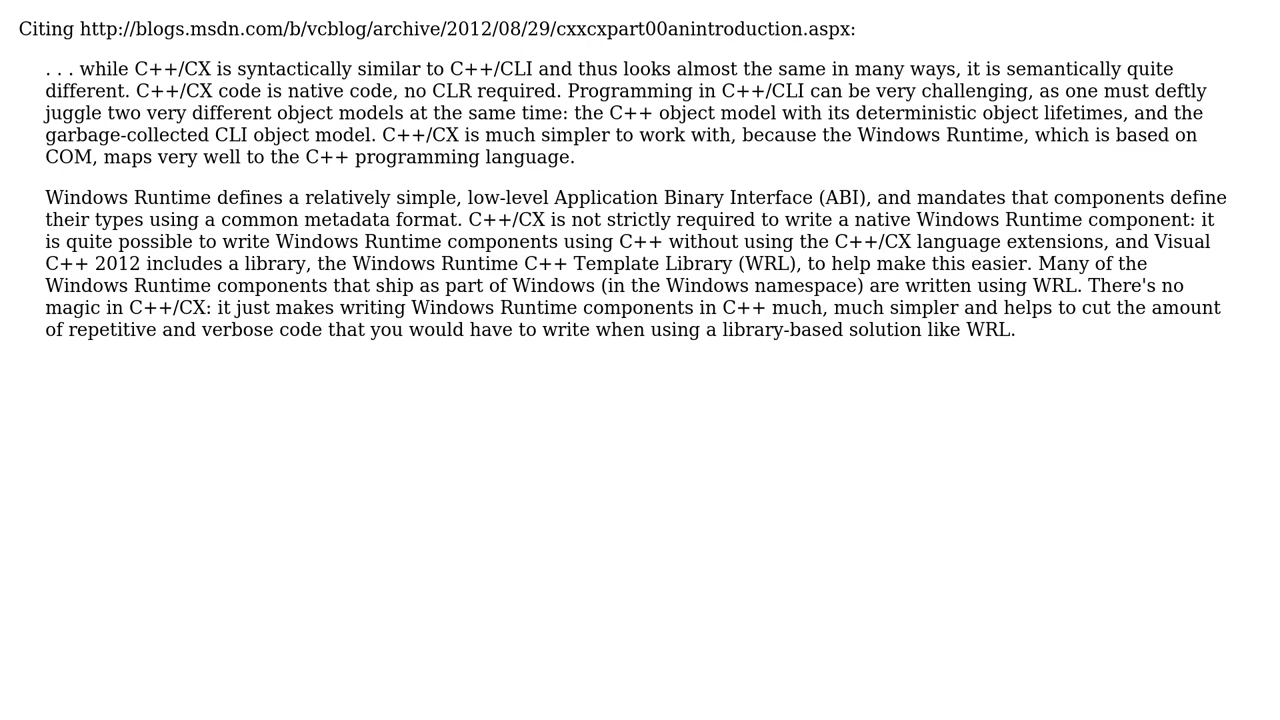 Citing http://blogs.msdn.com/b/vcblog/archive/2012/08/29/cxxcxpart00anintroduction.aspx:
. . . while C++/CX is syntactically similar to C++/CLI and thus looks almost the same in many ways, it is semantically quite
different. C++/CX code is native code, no CLR required. Programming in C++/CLI can be very challenging, as one must deftly
juggle two very different object models at the same time: the C++ object model with its deterministic object lifetimes, and the
garbage-collected CLI object model. C++/CX is much simpler to work with, because the Windows Runtime, which is based on
COM, maps very well to the C++ programming language.
Windows Runtime defines a relatively simple, low-level Application Binary Interface (ABI), and mandates that components define
their types using a common metadata format. C++/CX is not strictly required to write a native Windows Runtime component: it
is quite possible to write Windows Runtime components using C++ without using the C++/CX language extensions, and Visual
C++ 2012 includes a library, the Windows Runtime C++ Template Library (WRL), to help make this easier. Many of the
Windows Runtime components that ship as part of Windows (in the Windows namespace) are written using WRL. There's no
magic in C++/CX: it just makes writing Windows Runtime components in C++ much, much simpler and helps to cut the amount
of repetitive and verbose code that you would have to write when using a library-based solution like WRL.